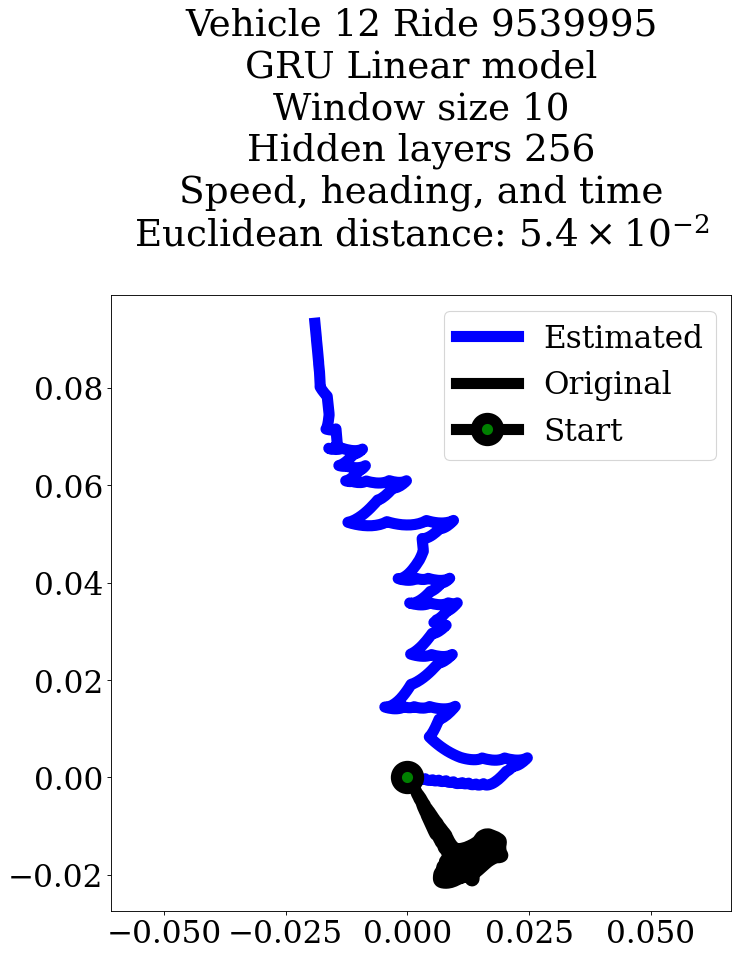 Vehicle 12 Ride 9539995
GRU Linear model
Window size 10
Hidden layers 256
Speed, heading, and time
Euclidean distance: 5.4 × 10⁻²
Estimated
Original
Start
0.08
0.06
0.04
0.02
0.00
−0.02
−0.050 −0.025 0.000 0.025 0.050